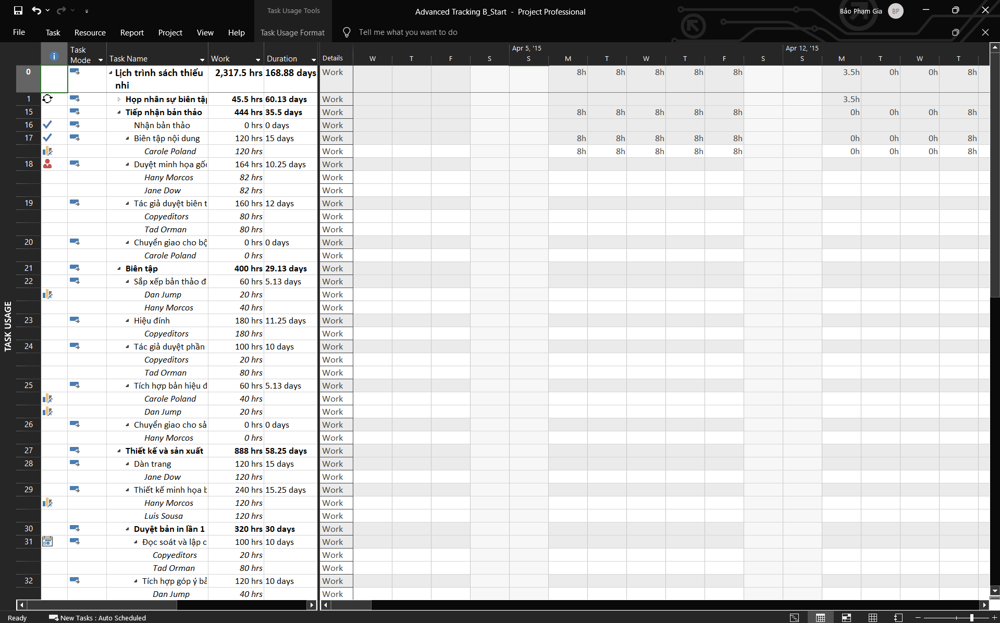 Task Usage Tools
Advanced Tracking B_Start - Project Professional
Bảo Phạm Gia BP
File Task Resource Report Project View Help Task Usage Format Tell me what you want to do
Apr 5, '15 Apr 12, '15
Task Mode Task Name Work Duration Details W T F S S M T W T F S S M T W T
0 Lịch trình sách thiếu nhi 2,317.5 hrs 168.88 days Work 8h 8h 8h 8h 8h 3.5h 0h 0h 8h
1 Họp nhân sự biên tập 45.5 hrs 60.13 days Work 3.5h
15 Tiếp nhận bản thảo 444 hrs 35.5 days Work 8h 8h 8h 8h 8h 0h 0h 0h 8h
16 Nhận bản thảo 0 hrs 0 days Work
17 Biên tập nội dung 120 hrs 15 days Work 8h 8h 8h 8h 8h 0h 0h 0h 8h
Carole Poland 120 hrs Work 8h 8h 8h 8h 8h 0h 0h 0h 8h
18 Duyệt minh họa gốc 164 hrs 10.25 days Work
Hany Morcos 82 hrs Work
Jane Dow 82 hrs Work
19 Tác giả duyệt biên t 160 hrs 12 days Work
Copyeditors 80 hrs Work
Tad Orman 80 hrs Work
20 Chuyển giao cho bộ 0 hrs 0 days Work
Carole Poland 0 hrs Work
21 Biên tập 400 hrs 29.13 days Work
22 Sắp xếp bản thảo đ 60 hrs 5.13 days Work
Dan Jump 20 hrs Work
Hany Morcos 40 hrs Work
23 Hiệu đính 180 hrs 11.25 days Work
Copyeditors 180 hrs Work
24 Tác giả duyệt phần 100 hrs 10 days Work
Copyeditors 20 hrs Work
Tad Orman 80 hrs Work
25 Tích hợp bản hiệu đ 60 hrs 5.13 days Work
Carole Poland 40 hrs Work
Dan Jump 20 hrs Work
26 Chuyển giao cho sả 0 hrs 0 days Work
Hany Morcos 0 hrs Work
27 Thiết kế và sản xuất 888 hrs 58.25 days Work
28 Dàn trang 120 hrs 15 days Work
Jane Dow 120 hrs Work
29 Thiết kế minh họa b 240 hrs 15.25 days Work
Hany Morcos 120 hrs Work
Luis Sousa 120 hrs Work
30 Duyệt bản in lần 1 320 hrs 30 days Work
31 Đọc soát và lập c 100 hrs 10 days Work
Copyeditors 20 hrs Work
Tad Orman 80 hrs Work
32 Tích hợp góp ý bả 120 hrs 10 days Work
Dan Jump 40 hrs Work
TASK USAGE
Ready New Tasks : Auto Scheduled